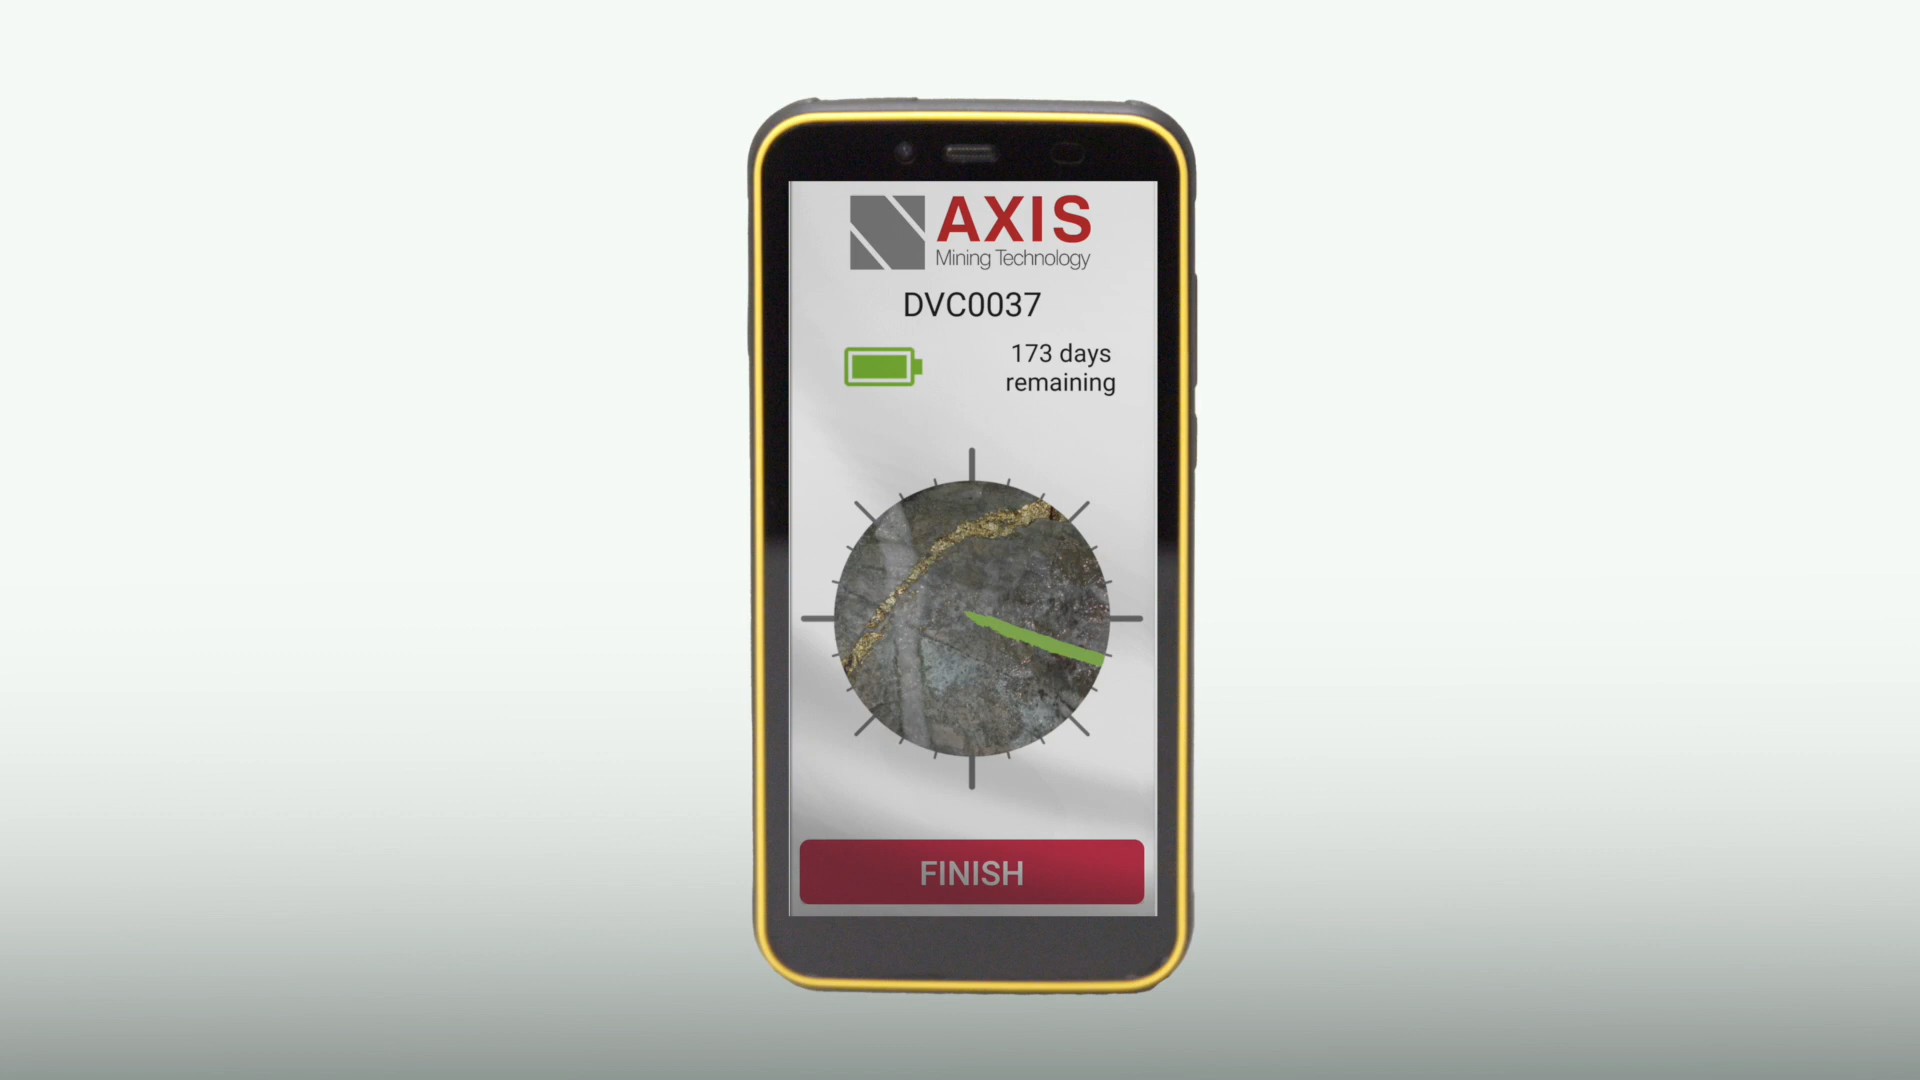 AXIS
Mining Technology
DVC0037
173 days
remaining
FINISH